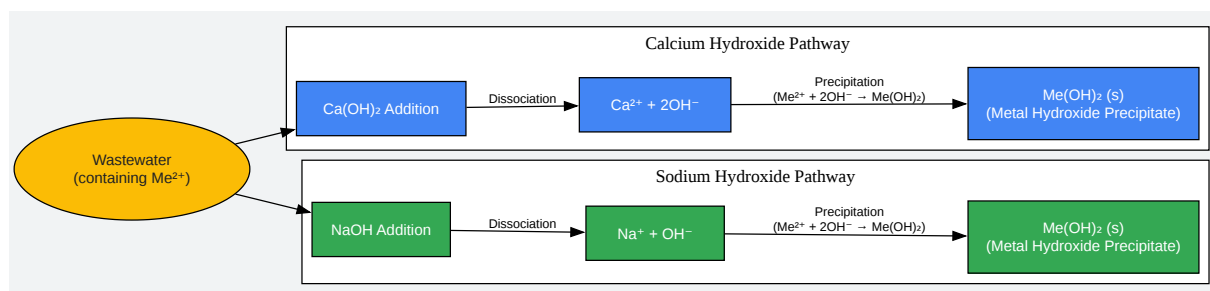 Calcium Hydroxide Pathway
Wastewater
(containing Me²⁺)
Ca(OH)₂ Addition
Dissociation
Ca²⁺ + 2OH⁻
Precipitation
(Me²⁺ + 2OH⁻ → Me(OH)₂)
Me(OH)₂ (s)
(Metal Hydroxide Precipitate)
Sodium Hydroxide Pathway
NaOH Addition
Dissociation
Na⁺ + OH⁻
Precipitation
(Me²⁺ + 2OH⁻ → Me(OH)₂)
Me(OH)₂ (s)
(Metal Hydroxide Precipitate)